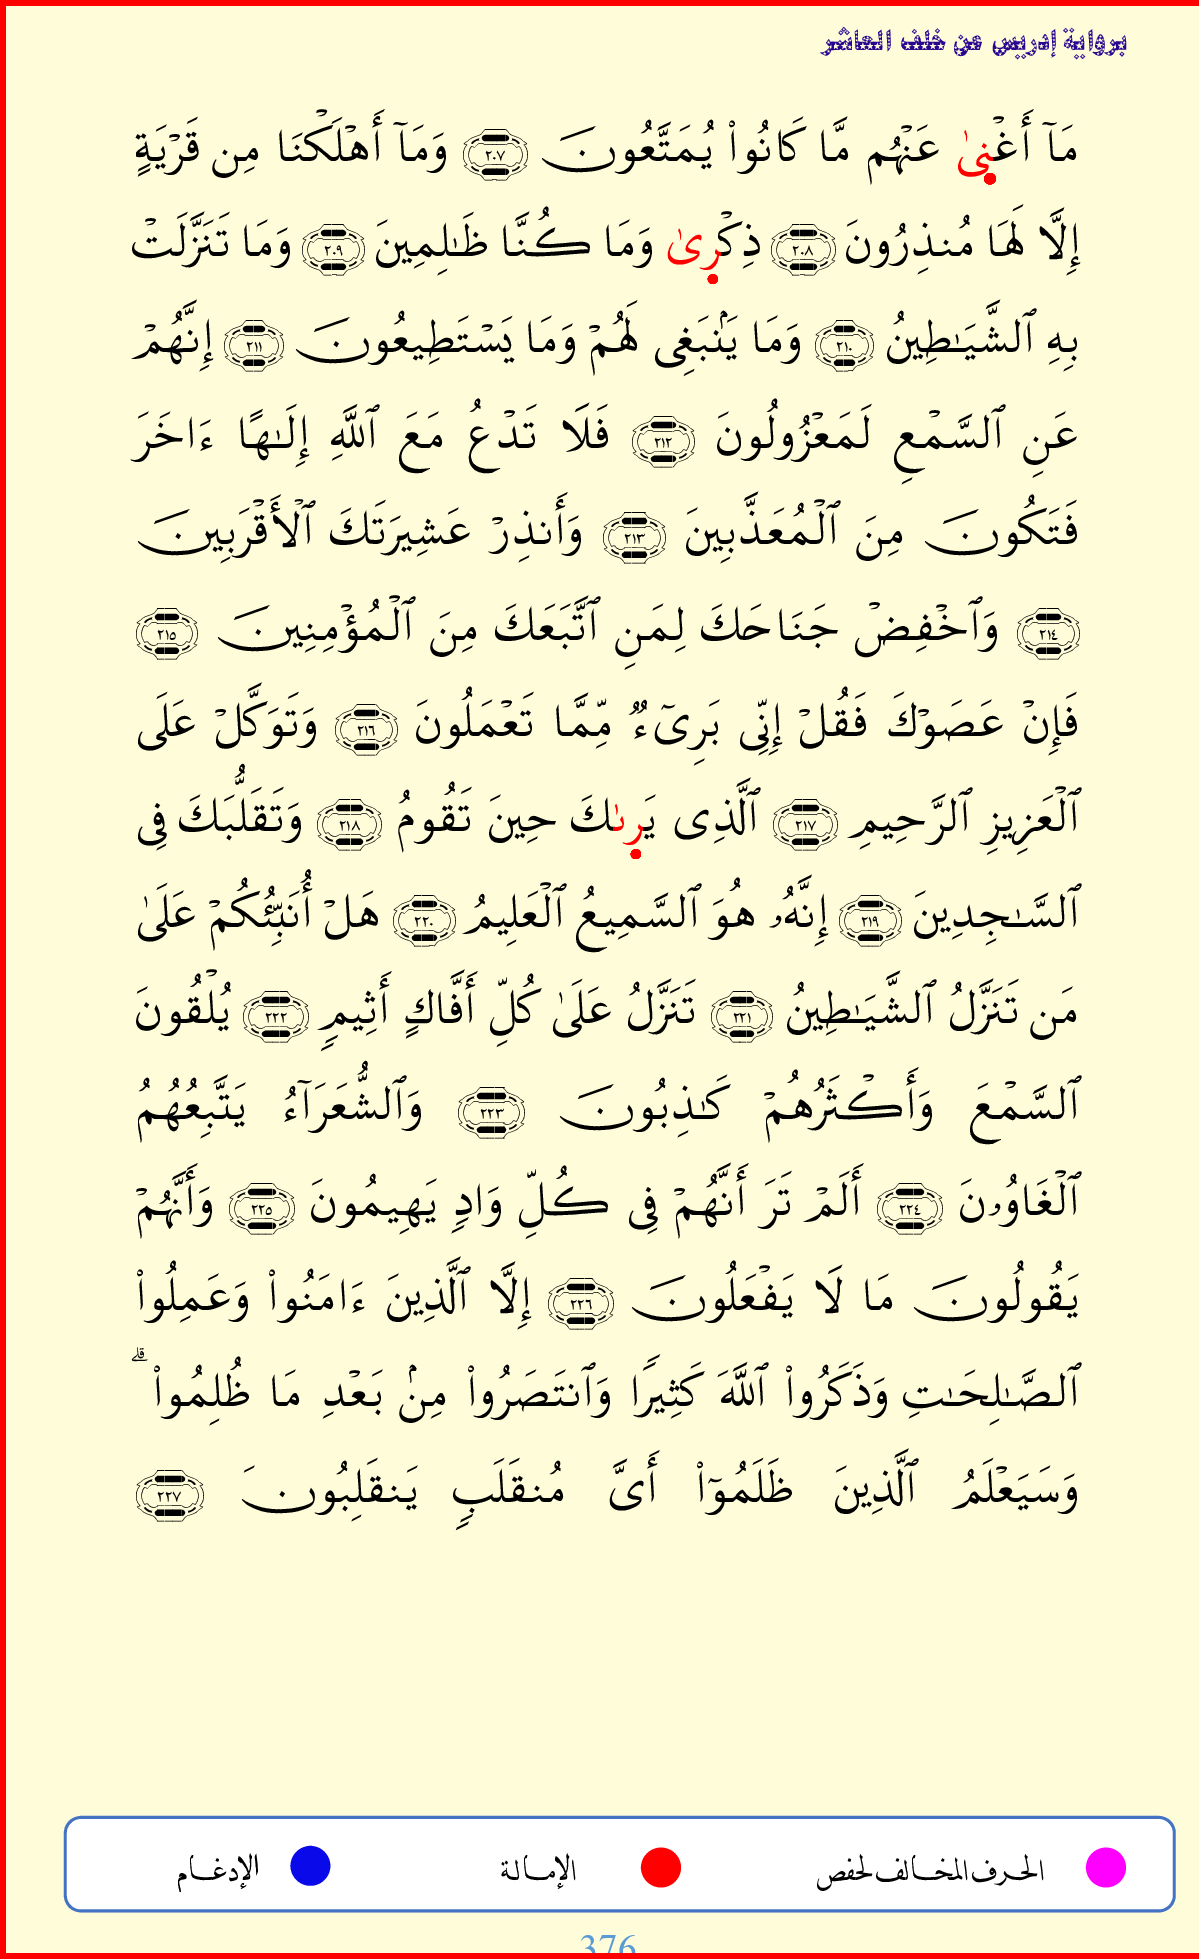 برواية إدريس عن خلف العاشر
مَآ أَغْنِىٰ عَنْهُم مَّا كَانُوا۟ يُمَتَّعُونَ ٢٠٧ وَمَآ أَهْلَكْنَا مِن قَرْيَةٍ
إِلَّا لَهَا مُنذِرُونَ ٢٠٨ ذِكْرِىٰ وَمَا كُنَّا ظَـٰلِمِينَ ٢٠٩ وَمَا تَنَزَّلَتْ
بِهِ ٱلشَّيَـٰطِينُ ٢١٠ وَمَا يَنۢبَغِى لَهُمْ وَمَا يَسْتَطِيعُونَ ٢١١ إِنَّهُمْ
عَنِ ٱلسَّمْعِ لَمَعْزُولُونَ ٢١٢ فَلَا تَدْعُ مَعَ ٱللَّهِ إِلَـٰهًا ءَاخَرَ
فَتَكُونَ مِنَ ٱلْمُعَذَّبِينَ ٢١٣ وَأَنذِرْ عَشِيرَتَكَ ٱلْأَقْرَبِينَ
٢١٤ وَٱخْفِضْ جَنَاحَكَ لِمَنِ ٱتَّبَعَكَ مِنَ ٱلْمُؤْمِنِينَ ٢١٥
فَإِنْ عَصَوْكَ فَقُلْ إِنِّى بَرِىٓءٌ مِّمَّا تَعْمَلُونَ ٢١٦ وَتَوَكَّلْ عَلَى
ٱلْعَزِيزِ ٱلرَّحِيمِ ٢١٧ ٱلَّذِى يَرِىٰكَ حِينَ تَقُومُ ٢١٨ وَتَقَلُّبَكَ فِى
ٱلسَّـٰجِدِينَ ٢١٩ إِنَّهُۥ هُوَ ٱلسَّمِيعُ ٱلْعَلِيمُ ٢٢٠ هَلْ أُنَبِّئُكُمْ عَلَىٰ
مَن تَنَزَّلُ ٱلشَّيَـٰطِينُ ٢٢١ تَنَزَّلُ عَلَىٰ كُلِّ أَفَّاكٍ أَثِيمٍ ٢٢٢ يُلْقُونَ
ٱلسَّمْعَ وَأَكْثَرُهُمْ كَـٰذِبُونَ ٢٢٣ وَٱلشُّعَرَآءُ يَتَّبِعُهُمُ
ٱلْغَاوُۥنَ ٢٢٤ أَلَمْ تَرَ أَنَّهُمْ فِى كُلِّ وَادٍ يَهِيمُونَ ٢٢٥ وَأَنَّهُمْ
يَقُولُونَ مَا لَا يَفْعَلُونَ ٢٢٦ إِلَّا ٱلَّذِينَ ءَامَنُوا۟ وَعَمِلُوا۟
ٱلصَّـٰلِحَـٰتِ وَذَكَرُوا۟ ٱللَّهَ كَثِيرًا وَٱنتَصَرُوا۟ مِنۢ بَعْدِ مَا ظُلِمُوا۟ ۗ
وَسَيَعْلَمُ ٱلَّذِينَ ظَلَمُوٓا۟ أَىَّ مُنقَلَبٍ يَنقَلِبُونَ ٢٢٧
الحرف المخالف لحفص الإمالة الإدغام
376